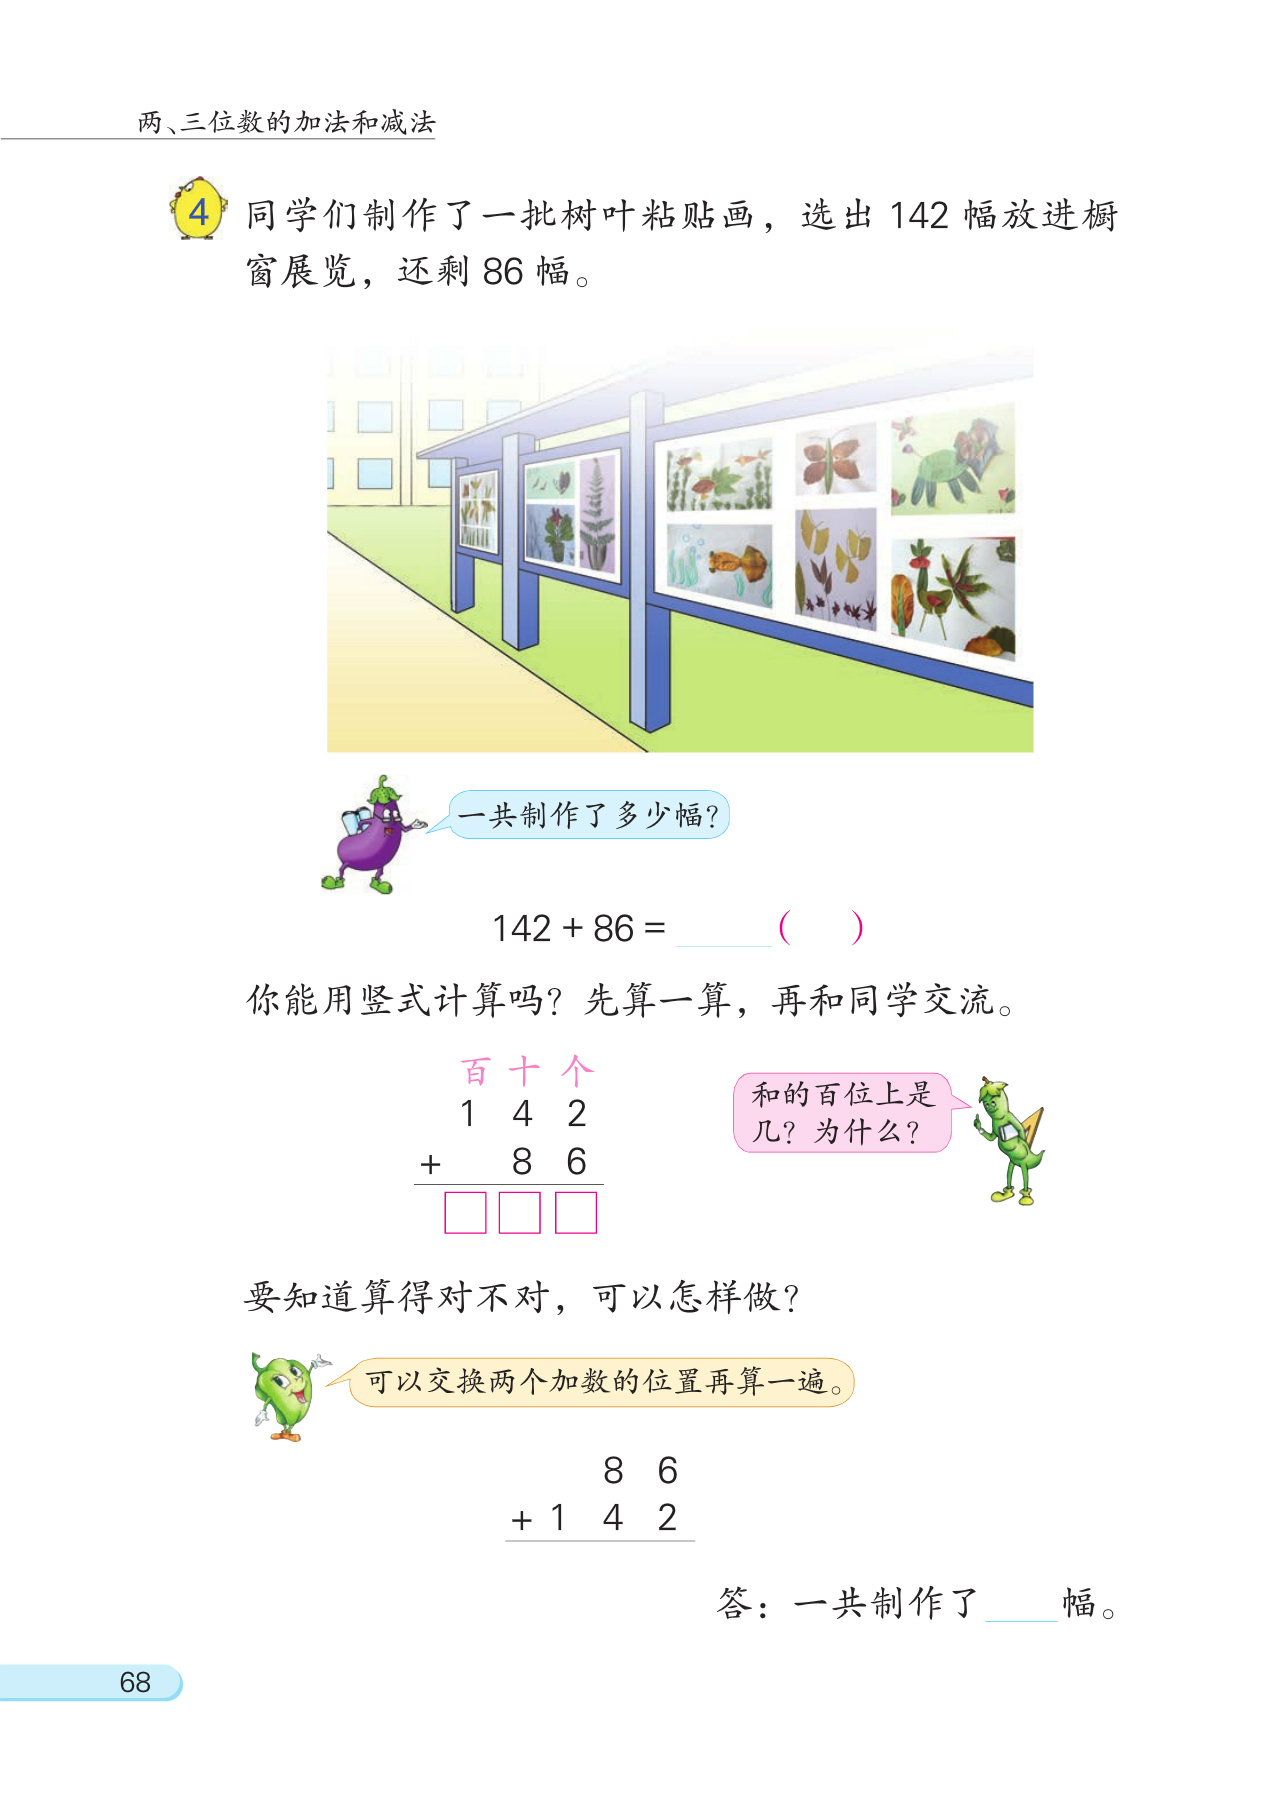 两、三位数的加法和减法
4 同学们制作了一批树叶粘贴画，选出 142 幅放进橱
窗展览，还剩 86 幅。
一共制作了多少幅？
142 + 86 = ____ (  )
你能用竖式计算吗？先算一算，再和同学交流。
百 十 个
1 4 2
+ 8 6
□ □ □
和的百位上是
几？为什么？
要知道算得对不对，可以怎样做？
可以交换两个加数的位置再算一遍。
8 6
+ 1 4 2
答：一共制作了____幅。
68